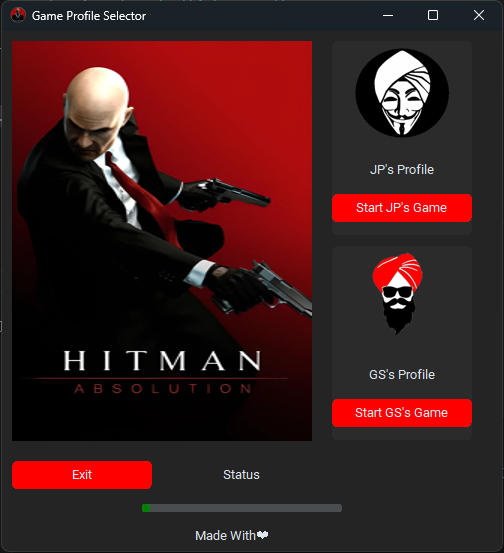 Game Profile Selector
HITMAN
ABSOLUTION
JP's Profile
Start JP's Game
GS's Profile
Start GS's Game
Exit
Status
Made With❤